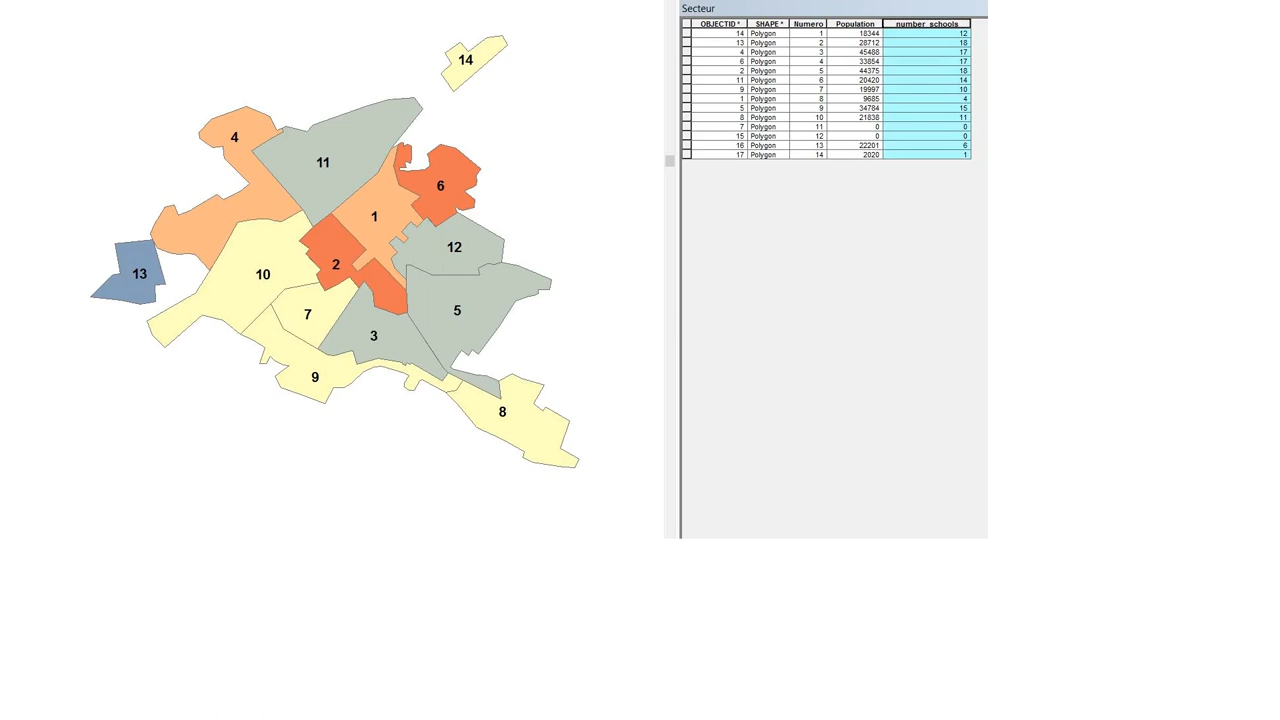 Secteur
OBJECTID * SHAPE * Numero Population number_schools
14 Polygon 1 18344 12
13 Polygon 2 28712 18
4 Polygon 3 45488 17
6 Polygon 4 33854 17
2 Polygon 5 44375 18
11 Polygon 6 20420 14
9 Polygon 7 19997 10
1 Polygon 8 9685 4
5 Polygon 9 34784 15
8 Polygon 10 21838 11
7 Polygon 11 0 0
15 Polygon 12 0 0
16 Polygon 13 22201 6
17 Polygon 14 2020 1
14
4
11
6
1
12
2
13
10
5
7
3
9
8